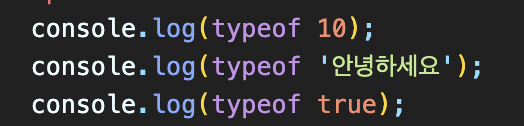 console.log(typeof 10);
console.log(typeof '안녕하세요');
console.log(typeof true);